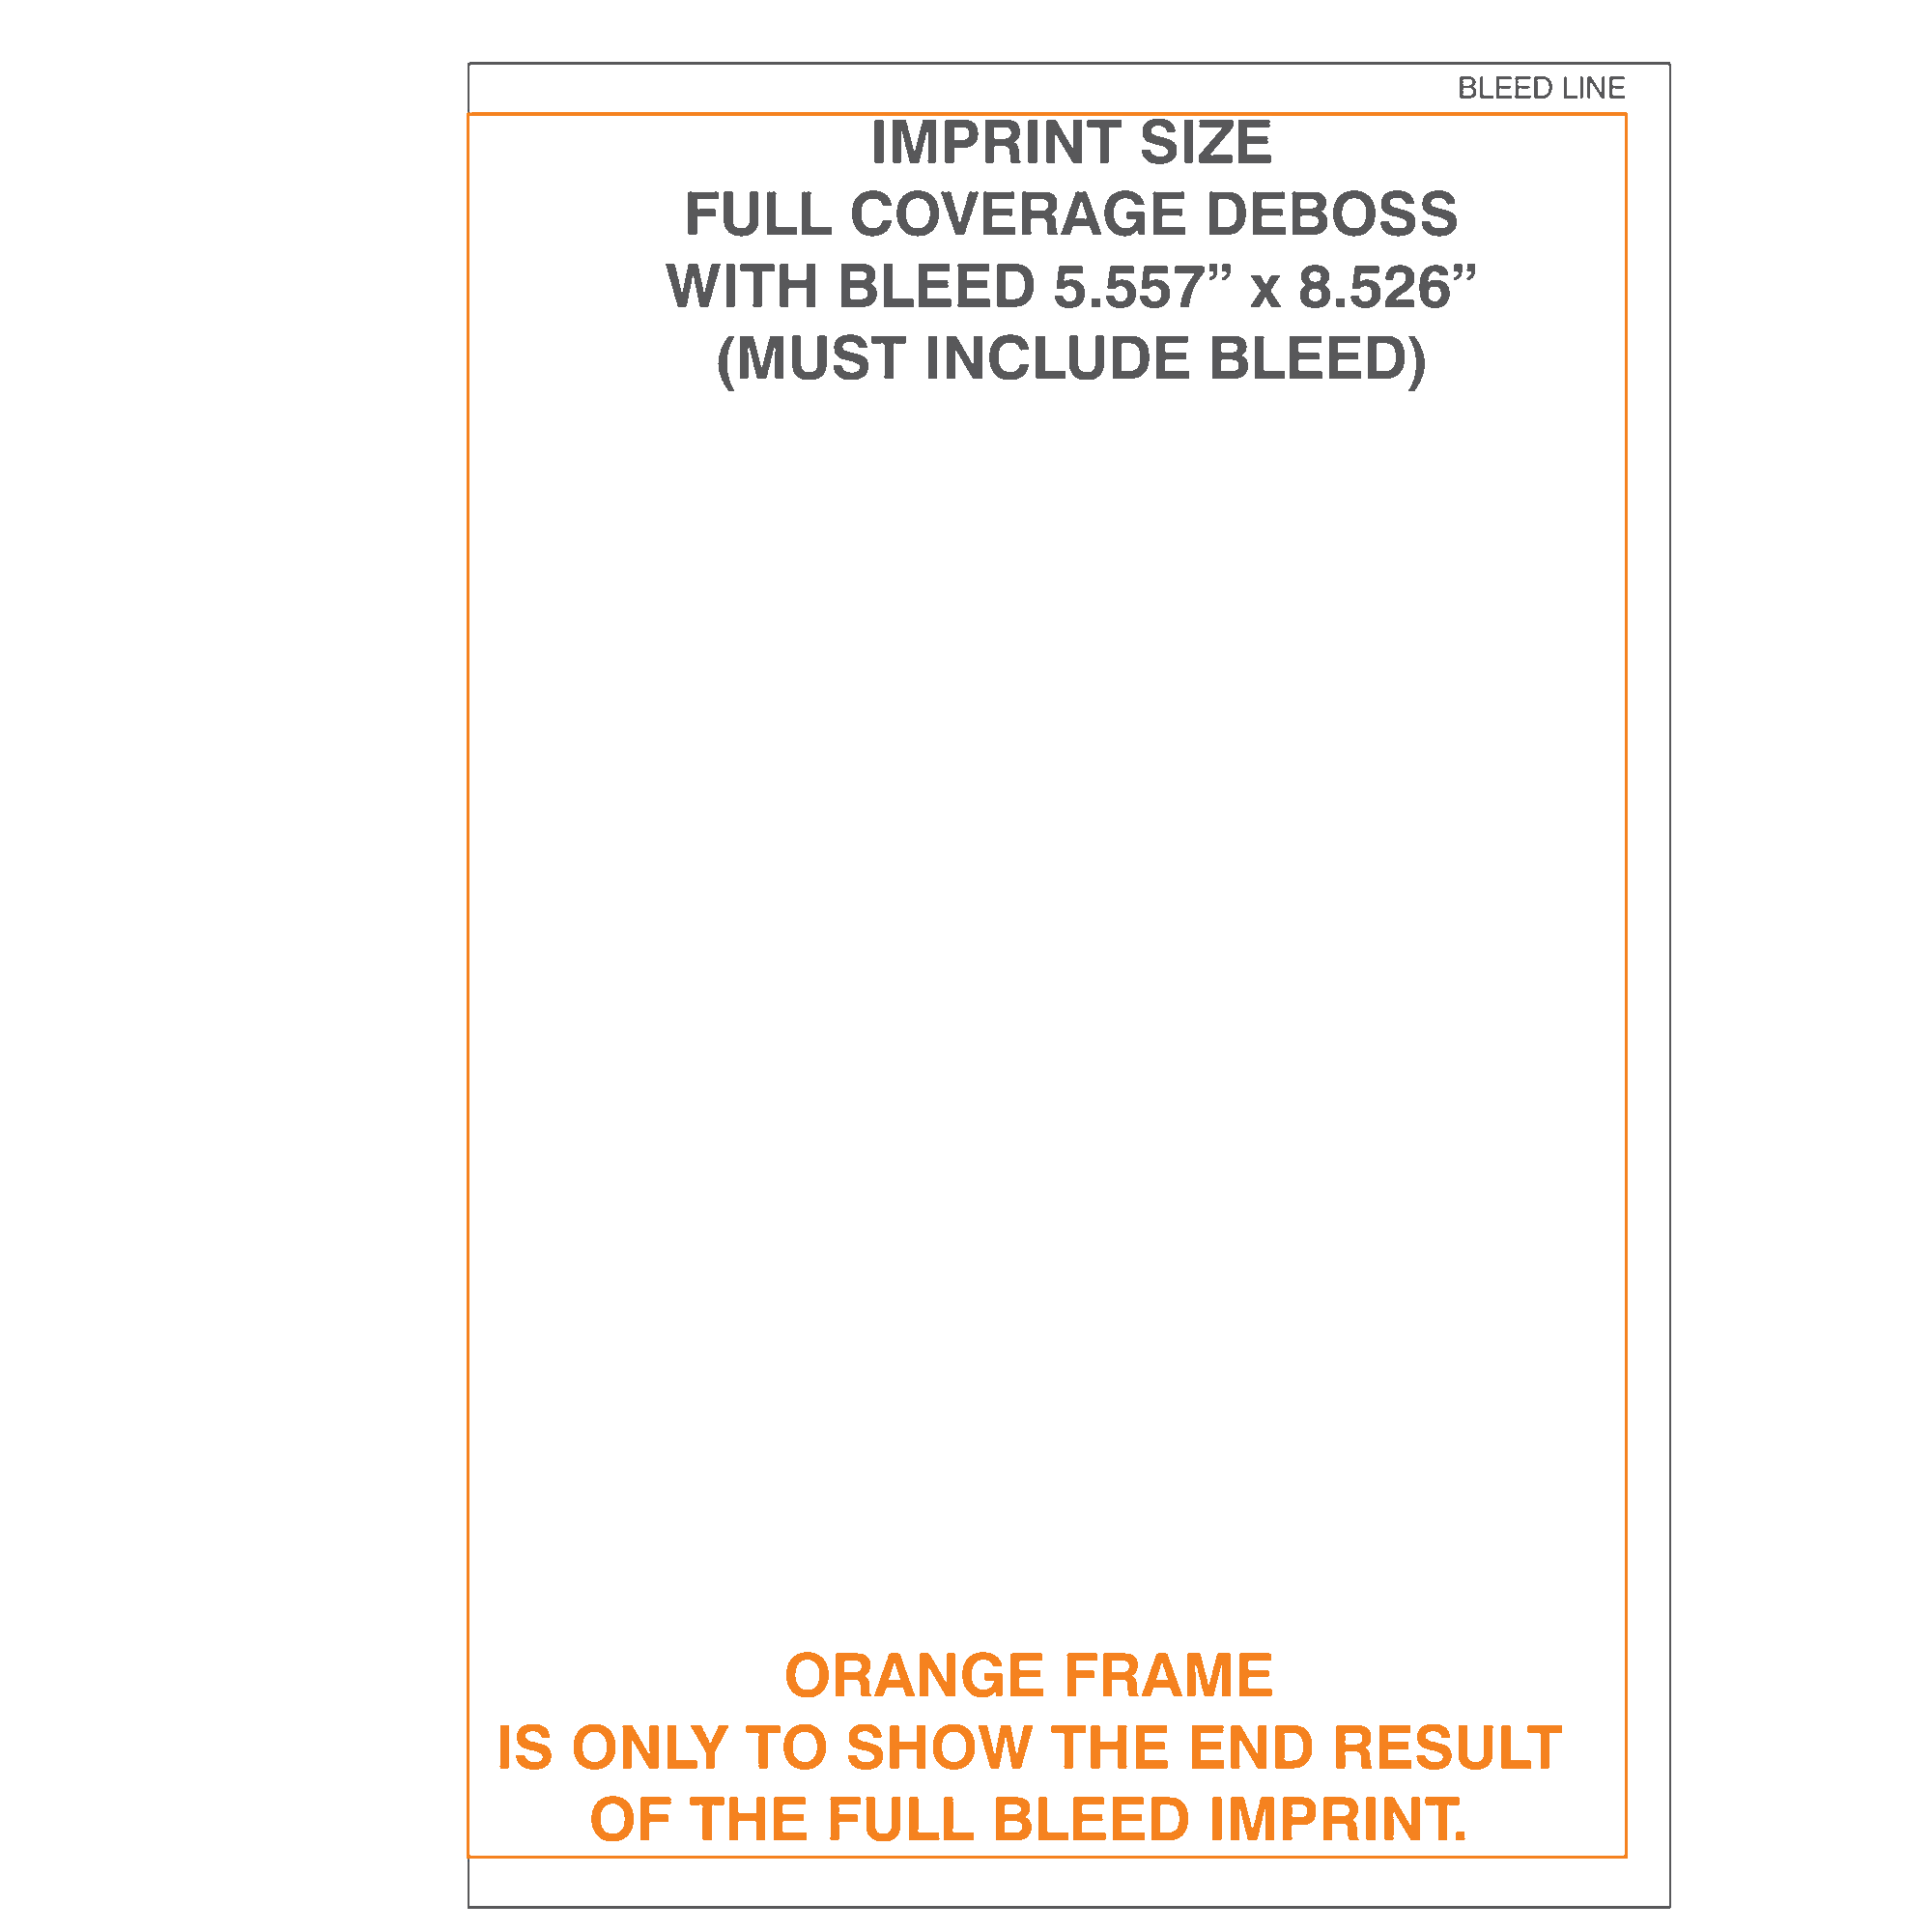 BLEED LINE
IMPRINT SIZE
FULL COVERAGE DEBOSS
WITH BLEED 5.557” x 8.526”
(MUST INCLUDE BLEED)
ORANGE FRAME
IS ONLY TO SHOW THE END RESULT
OF THE FULL BLEED IMPRINT.